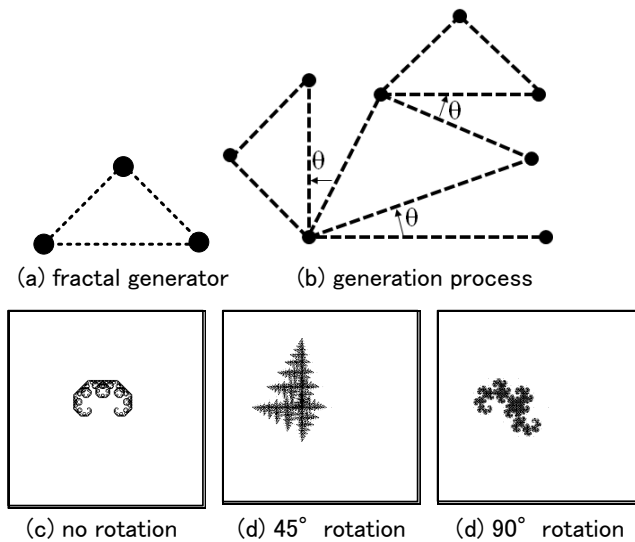 θ
θ
θ
(a) fractal generator
(b) generation process
(c) no rotation
(d) 45° rotation
(d) 90° rotation